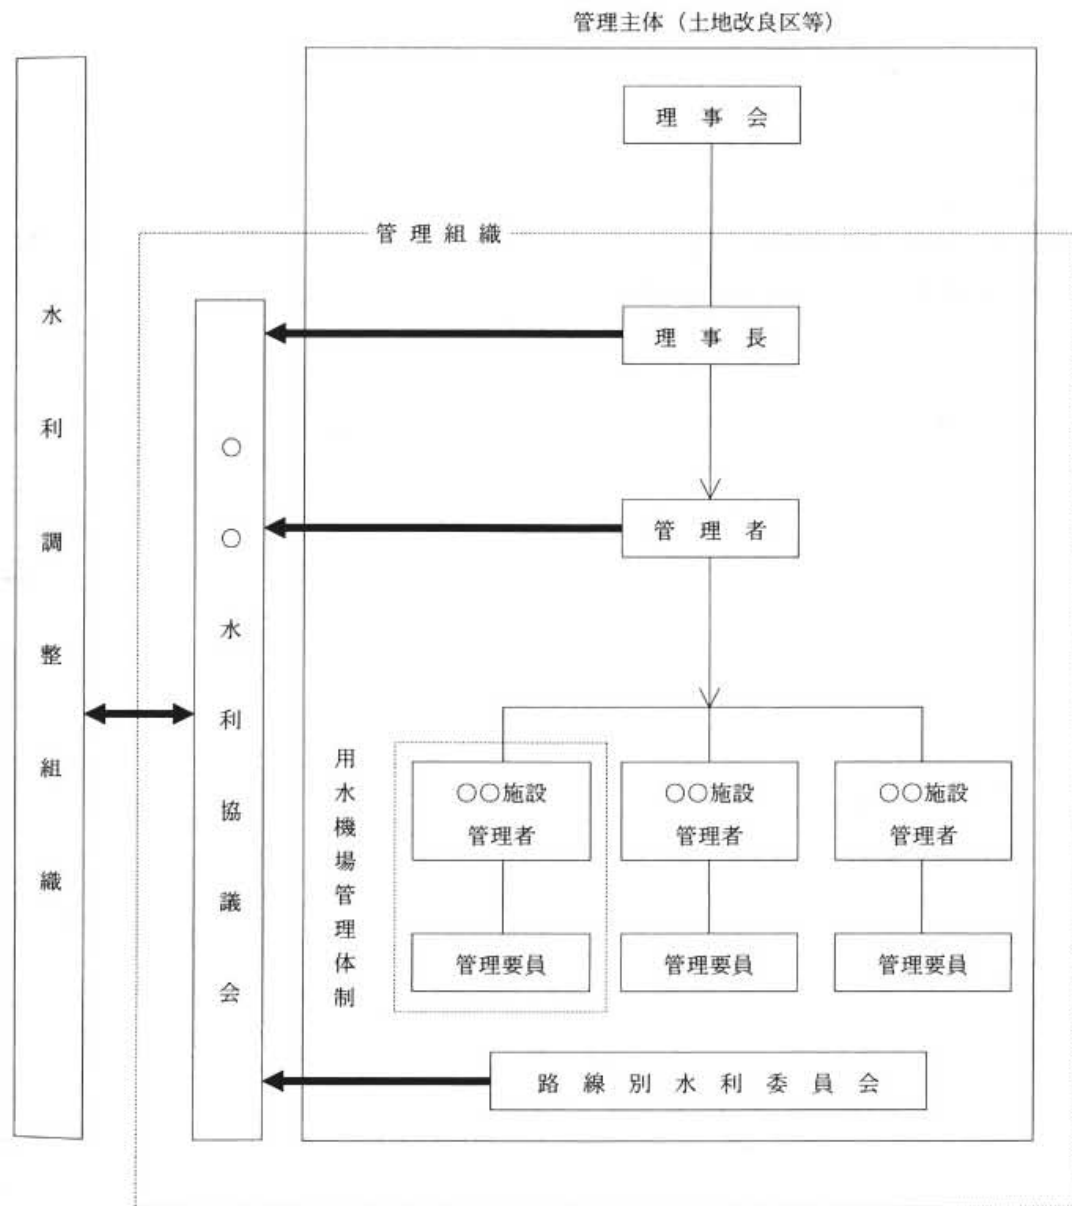 管理主体（土地改良区等）
理事会
管理組織
理事長
管理者
水利調整組織
○○水利協議会
用水機場管理体制
○○施設
管理者
管理要員
○○施設
管理者
管理要員
○○施設
管理者
管理要員
路線別水利委員会